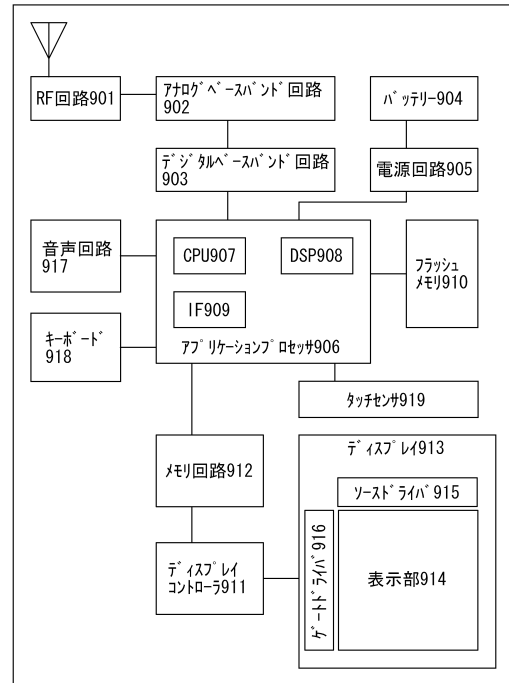 RF回路901
ｱﾅﾛｸﾞﾍﾞｰｽﾊﾞﾝﾄﾞ回路
902
ﾊﾞｯﾃﾘｰ904
ﾃﾞｼﾞﾀﾙﾍﾞｰｽﾊﾞﾝﾄﾞ回路
903
電源回路905
音声回路
917
CPU907
DSP908
ﾌﾗｯｼｭ
ﾒﾓﾘ910
IF909
ｷｰﾎﾞｰﾄﾞ
918
ｱﾌﾟﾘｹｰｼｮﾝﾌﾟﾛｾｯｻ906
ﾀｯﾁｾﾝｻ919
ﾒﾓﾘ回路912
ﾃﾞｨｽﾌﾟﾚｲ913
ｿｰｽﾄﾞﾗｲﾊﾞ915
ｹﾞｰﾄﾄﾞﾗｲﾊﾞ916
表示部914
ﾃﾞｨｽﾌﾟﾚｲ
ｺﾝﾄﾛｰﾗ911